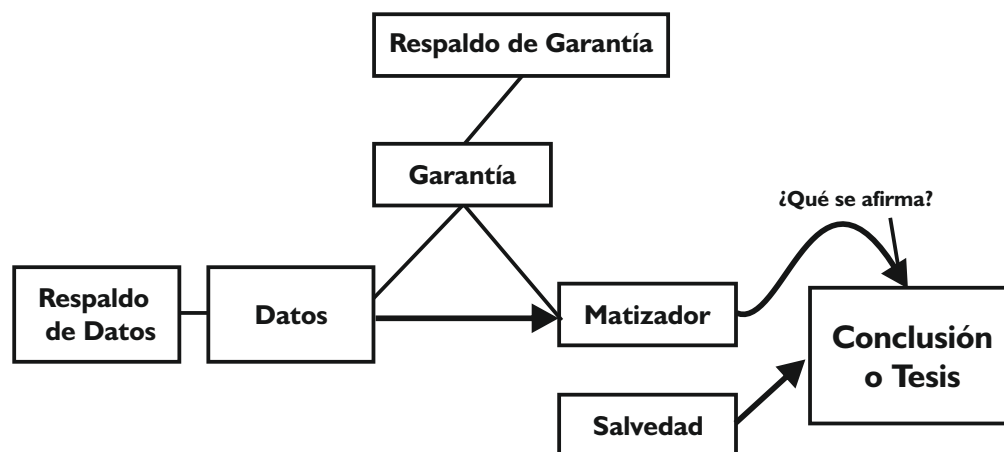 Respaldo de Garantía
Garantía
¿Qué se afirma?
Respaldo
de Datos
Datos
Matizador
Conclusión
o Tesis
Salvedad